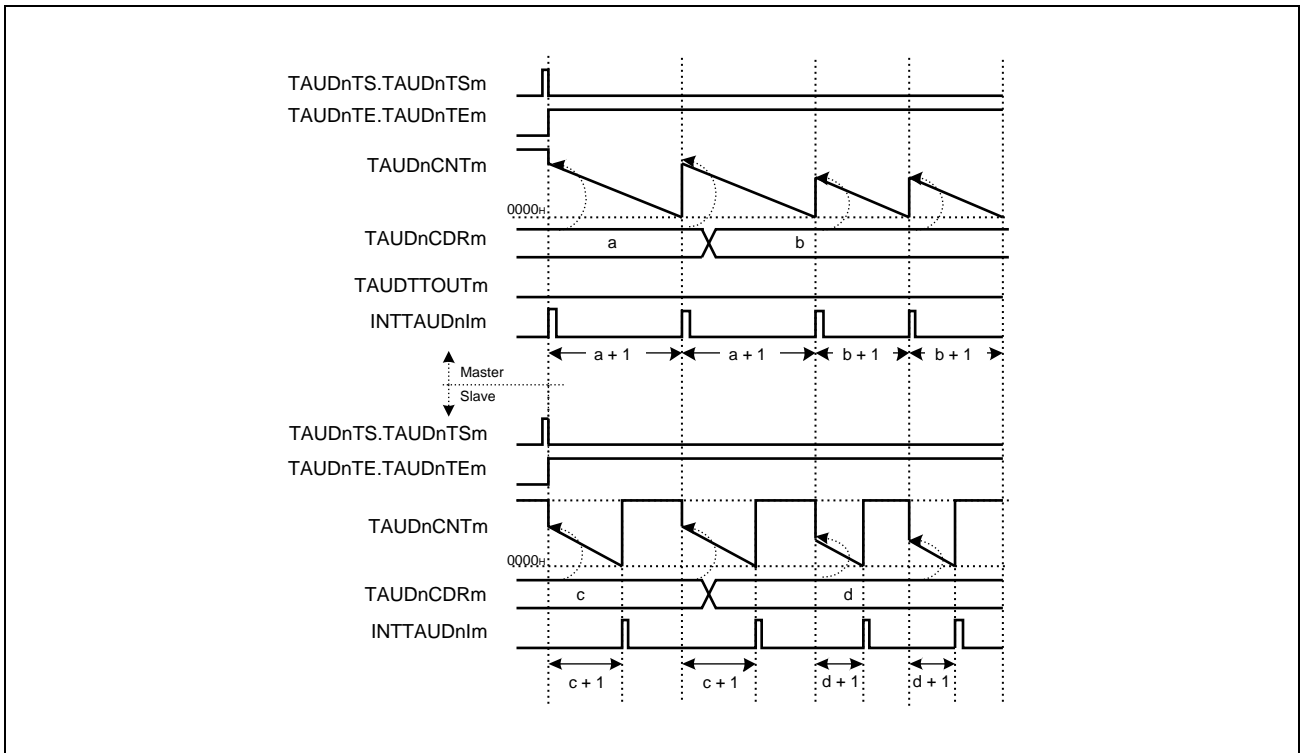 TAUDnTS.TAUDnTSm
TAUDnTE.TAUDnTEm
TAUDnCNTm
0000H
TAUDnCDRm
a
b
TAUDTTOUTm
INTTAUDnIm
a + 1
a + 1
b + 1
b + 1
Master
Slave
TAUDnTS.TAUDnTSm
TAUDnTE.TAUDnTEm
TAUDnCNTm
0000H
TAUDnCDRm
c
d
INTTAUDnIm
c + 1
c + 1
d + 1
d + 1